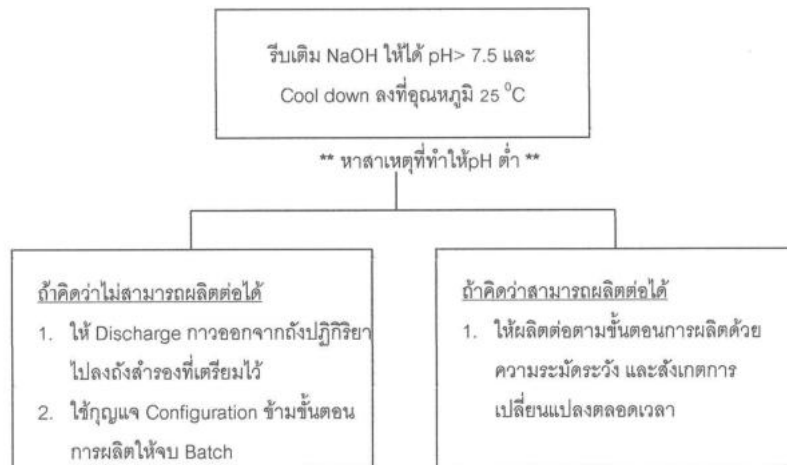 รีบเติม NaOH ให้ได้ pH> 7.5 และ
Cool down ลงที่อุณหภูมิ 25 ⁰C
** หาสาเหตุที่ทำให้pH ต่ำ **
ถ้าคิดว่าไม่สามารถผลิตต่อได้
1. ให้ Discharge กาวออกจากถังปฏิกิริยา
ไปลงถังสำรองที่เตรียมไว้
2. ใช้กุญแจ Configuration ข้ามขั้นตอน
การผลิตให้จบ Batch
ถ้าคิดว่าสามารถผลิตต่อได้
1. ให้ผลิตต่อตามขั้นตอนการผลิตด้วย
ความระมัดระวัง และสังเกตการ
เปลี่ยนแปลงตลอดเวลา